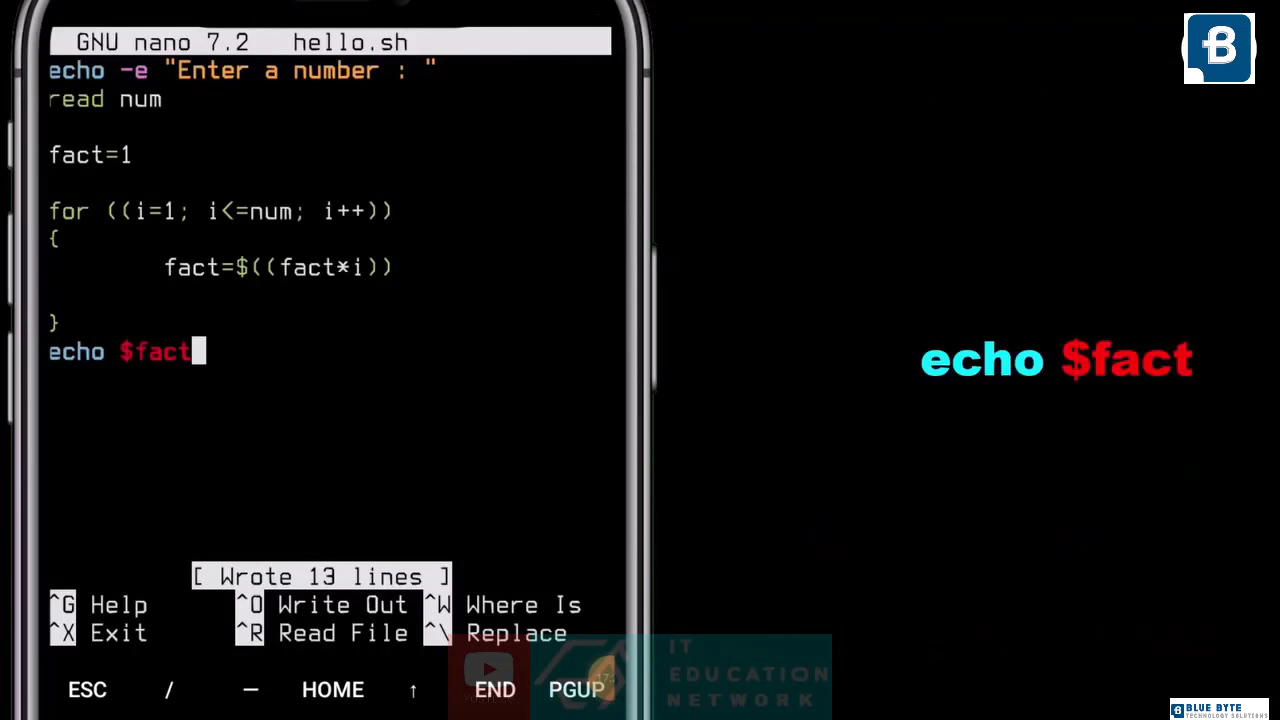 GNU nano 7.2 hello.sh
echo -e "Enter a number : "
read num
fact=1
for ((i=1; i<=num; i++))
{
fact=$((fact*i))
}
echo $fact
echo $fact
[ Wrote 13 lines ]
^G Help ^O Write Out ^W Where Is
^X Exit ^R Read File ^\ Replace
ESC / — HOME ↑ END PGUP
IT
EDUCATION
NETWORK
B
BLUE BYTE
TECHNOLOGY SOLUTIONS